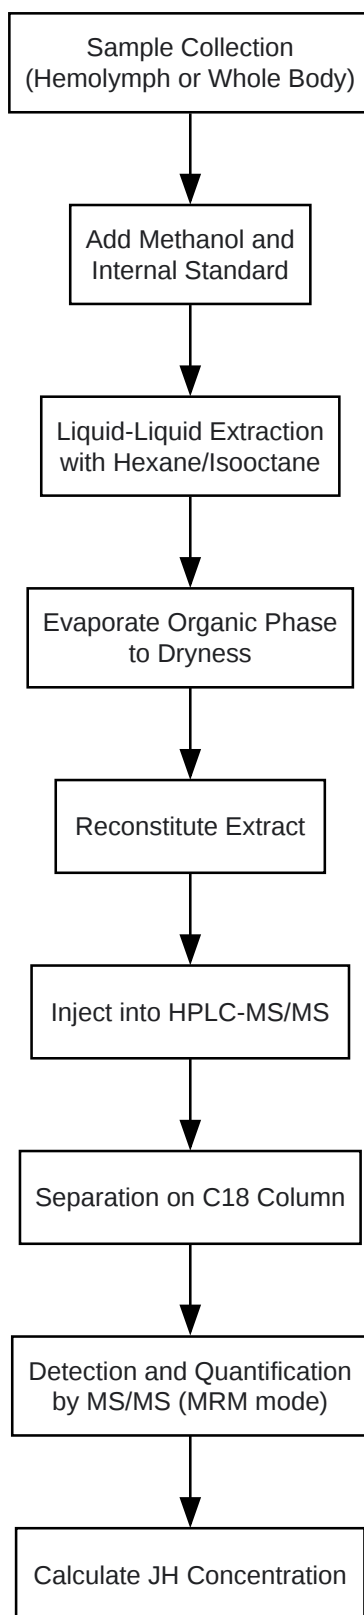 Sample Collection
(Hemolymph or Whole Body)
Add Methanol and
Internal Standard
Liquid-Liquid Extraction
with Hexane/Isooctane
Evaporate Organic Phase
to Dryness
Reconstitute Extract
Inject into HPLC-MS/MS
Separation on C18 Column
Detection and Quantification
by MS/MS (MRM mode)
Calculate JH Concentration